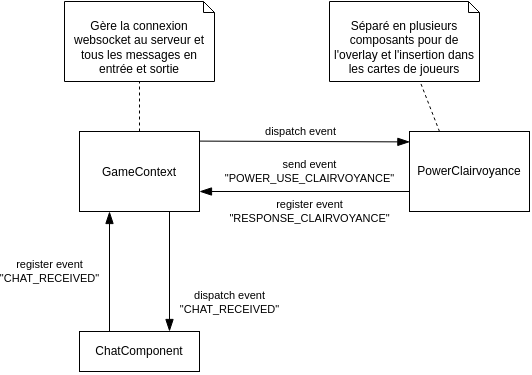 Gère la connexion
websocket au serveur et
tous les messages en
entrée et sortie
Séparé en plusieurs
composants pour de
l'overlay et l'insertion dans
les cartes de joueurs
dispatch event
GameContext
send event
"POWER_USE_CLAIRVOYANCE"
PowerClairvoyance
register event
"RESPONSE_CLAIRVOYANCE"
register event
"CHAT_RECEIVED"
dispatch event
"CHAT_RECEIVED"
ChatComponent